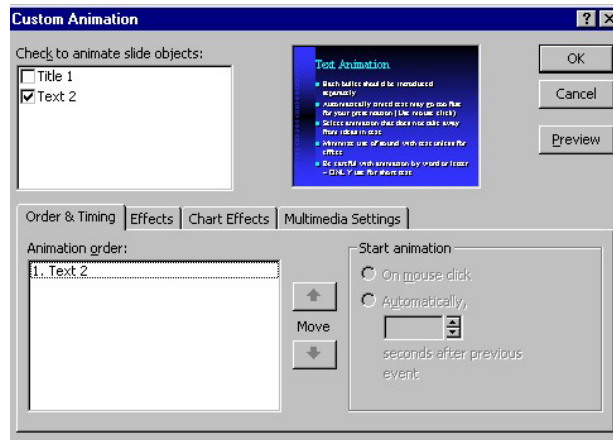 Custom Animation
Check to animate slide objects:
Title 1
Text 2
Text Animation
Each bullet should be introduced
separately
Automatically timed text may go too fast
for your presentation (Use mouse click)
Select animation that does not take away
from ideas in text
Minimize use of sound with text unless for
effect
Be careful with animation by word or letter
– ONLY use for short text
OK
Cancel
Preview
Order & Timing
Effects
Chart Effects
Multimedia Settings
Animation order:
1. Text 2
Move
Start animation
On mouse click
Automatically,
seconds after previous
event